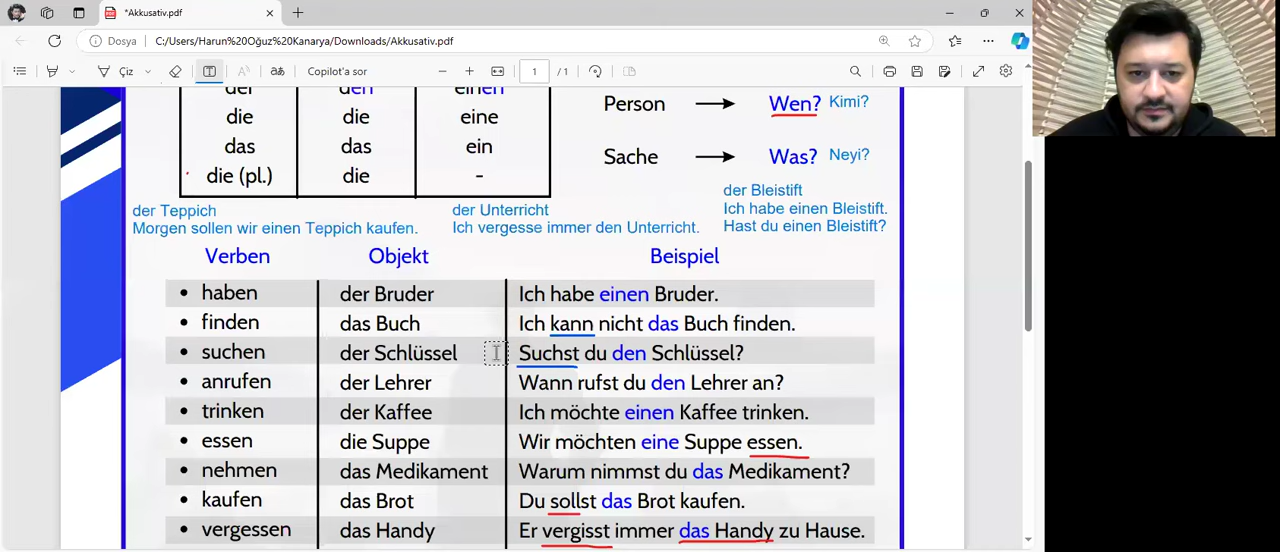 *Akkusativ.pdf
Dosya C:/Users/Harun%20Oğuz%20Kanarya/Downloads/Akkusativ.pdf
Çiz Copilot'a sor 1 / 1
der den einen
die die eine
das das ein
die (pl.) die -
Person Wen? Kimi?
Sache Was? Neyi?
der Teppich
Morgen sollen wir einen Teppich kaufen.
der Unterricht
Ich vergesse immer den Unterricht.
der Bleistift
Ich habe einen Bleistift.
Hast du einen Bleistift?
Verben Objekt Beispiel
• haben der Bruder Ich habe einen Bruder.
• finden das Buch Ich kann nicht das Buch finden.
• suchen der Schlüssel Suchst du den Schlüssel?
• anrufen der Lehrer Wann rufst du den Lehrer an?
• trinken der Kaffee Ich möchte einen Kaffee trinken.
• essen die Suppe Wir möchten eine Suppe essen.
• nehmen das Medikament Warum nimmst du das Medikament?
• kaufen das Brot Du sollst das Brot kaufen.
• vergessen das Handy Er vergisst immer das Handy zu Hause.